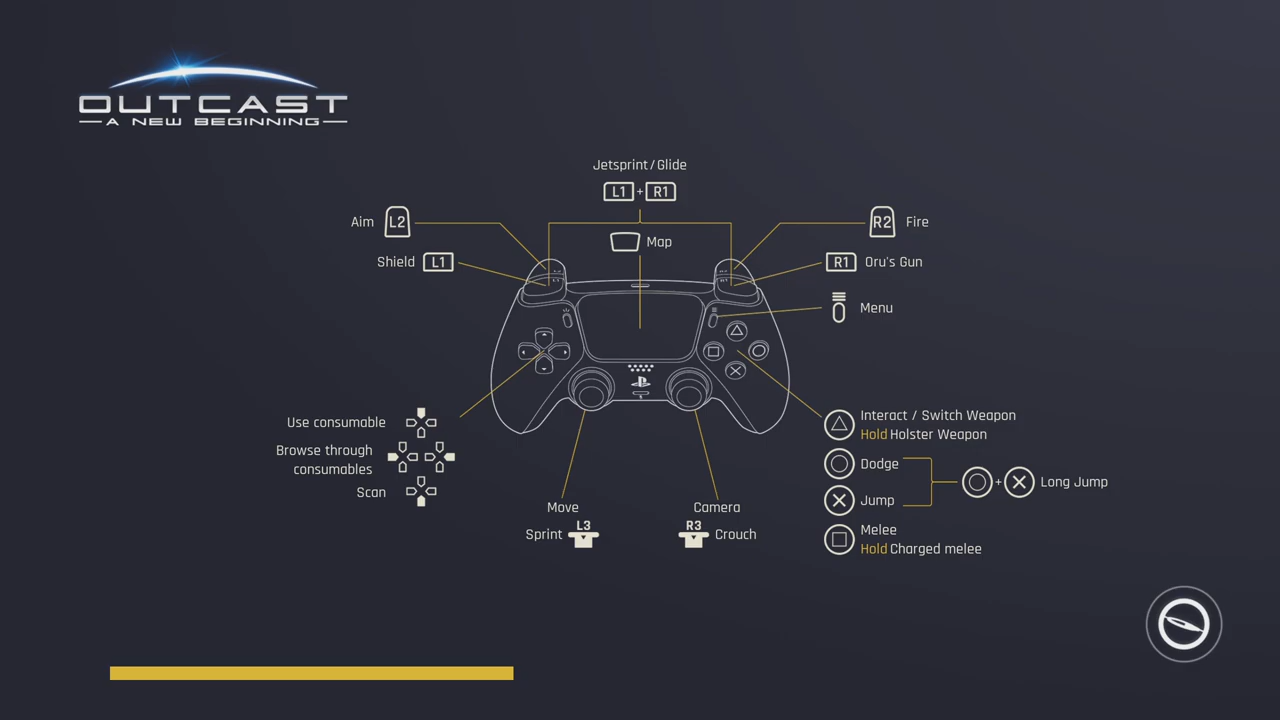 OUTCAST
A NEW BEGINNING
Jetsprint / Glide
L1 + R1
Aim L2
R2 Fire
Map
Shield L1
R1 Oru's Gun
Menu
Use consumable
Browse through
consumables
Scan
Interact / Switch Weapon
Hold Holster Weapon
Dodge
+ Long Jump
Jump
Melee
Hold Charged melee
Move
Sprint L3
Camera
R3 Crouch